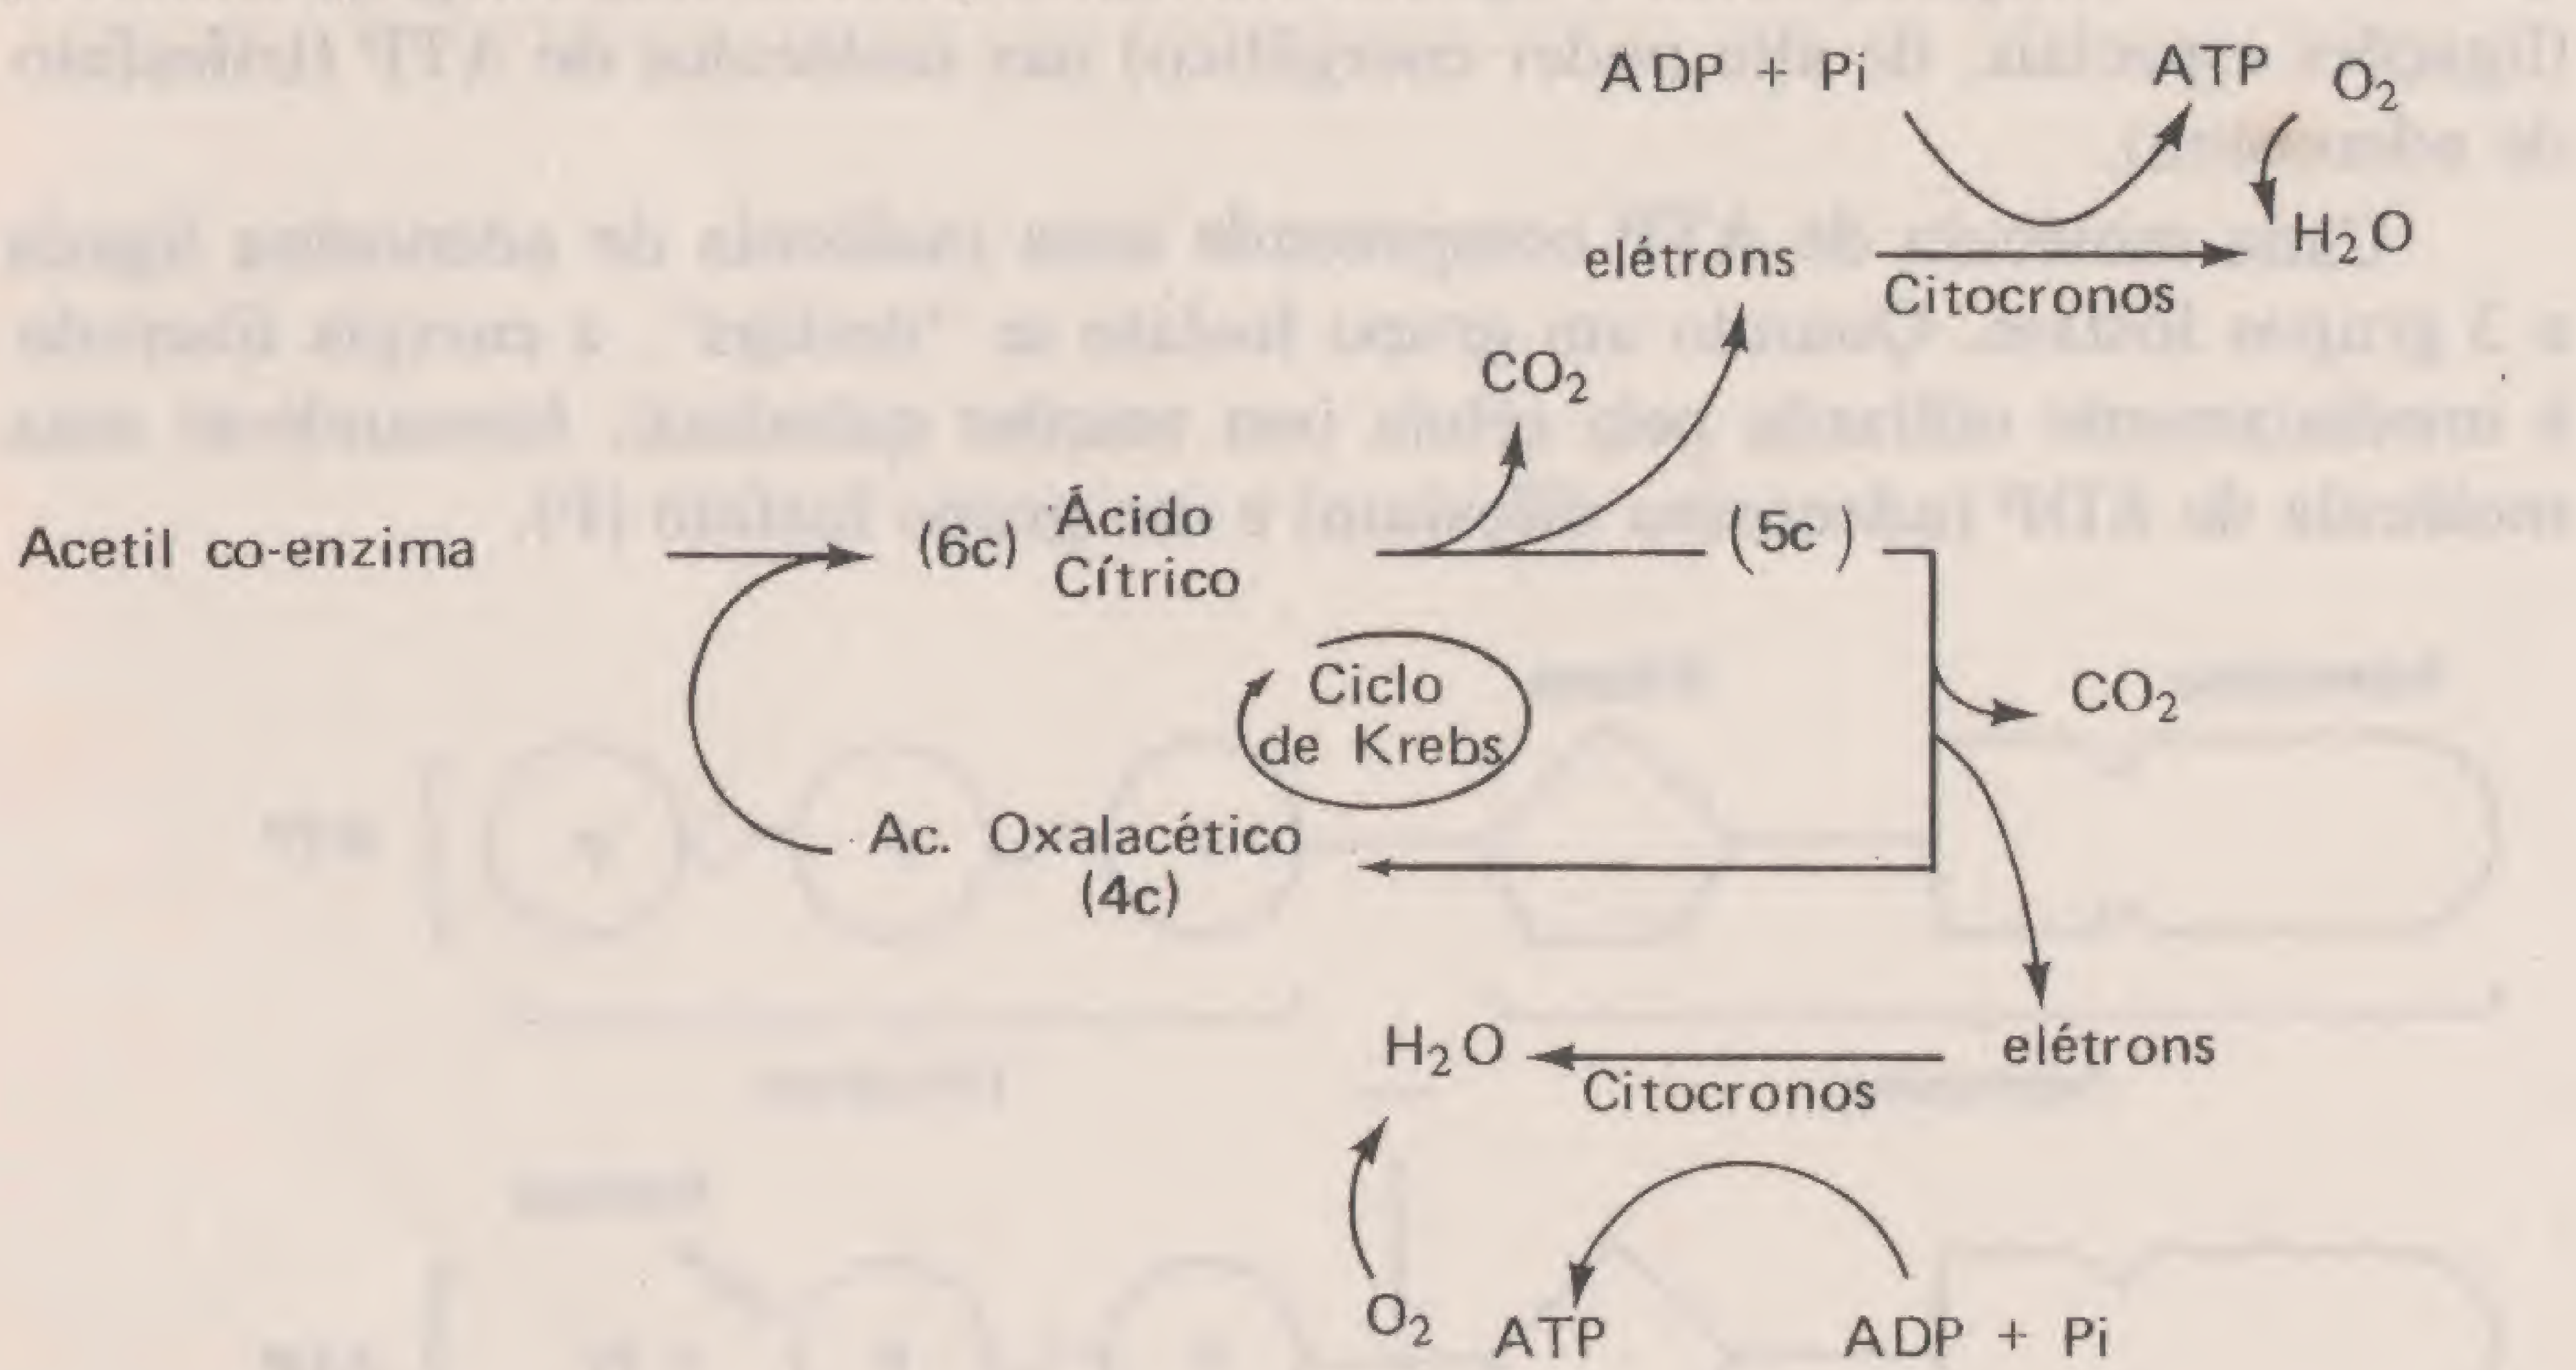 ADP + Pi
ATP
O₂
H₂O
elétrons
Citocronos
CO₂
Acetil co-enzima
(6c) Ácido
Cítrico
(5c)
Ciclo
de Krebs
CO₂
Ac. Oxalacético
(4c)
H₂O
elétrons
Citocronos
O₂
ATP
ADP + Pi